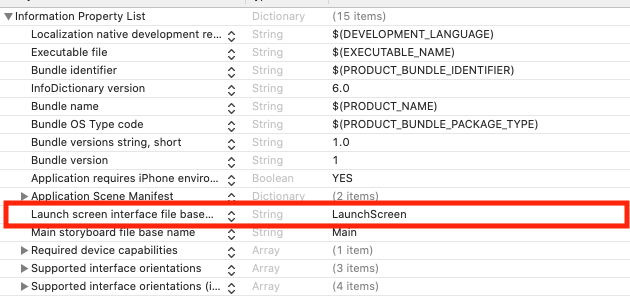 Information Property List Dictionary (15 items)
Localization native development re... String $(DEVELOPMENT_LANGUAGE)
Executable file String $(EXECUTABLE_NAME)
Bundle identifier String $(PRODUCT_BUNDLE_IDENTIFIER)
InfoDictionary version String 6.0
Bundle name String $(PRODUCT_NAME)
Bundle OS Type code String $(PRODUCT_BUNDLE_PACKAGE_TYPE)
Bundle versions string, short String 1.0
Bundle version String 1
Application requires iPhone enviro... Boolean YES
Application Scene Manifest Dictionary (2 items)
Launch screen interface file base... String LaunchScreen
Main storyboard file base name String Main
Required device capabilities Array (1 item)
Supported interface orientations Array (3 items)
Supported interface orientations (i... Array (4 items)